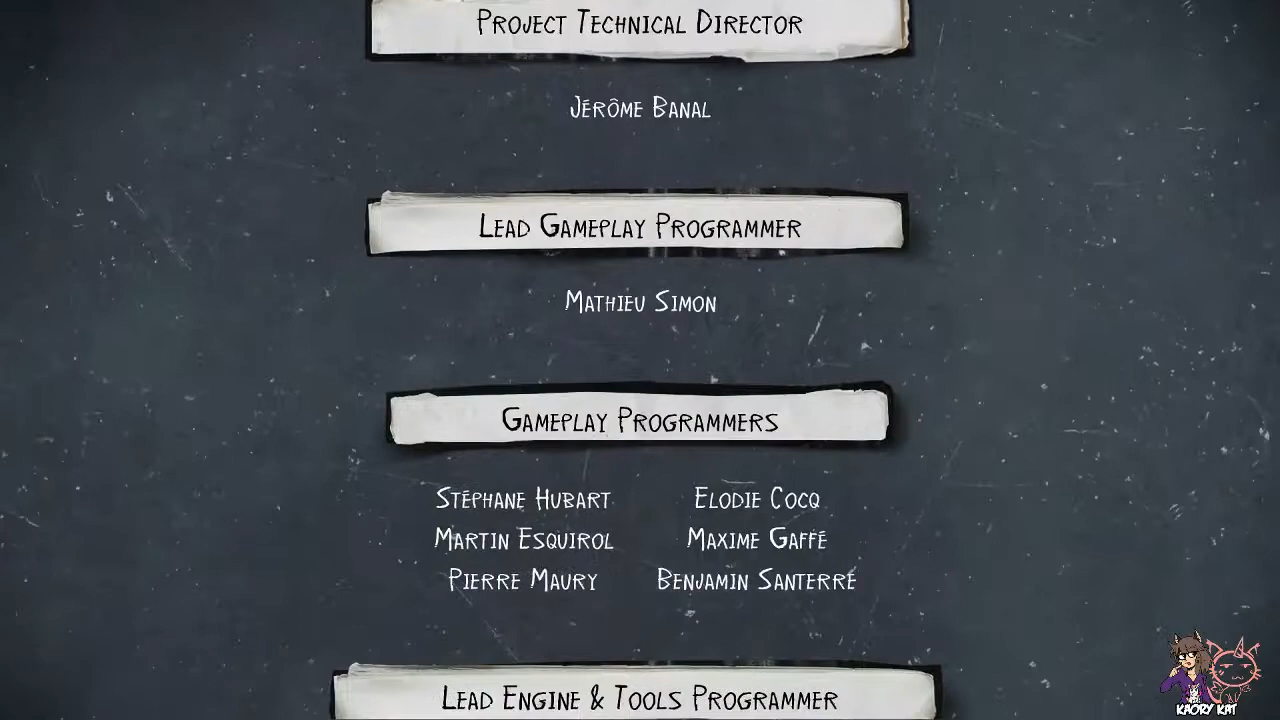 Project Technical Director
Jérôme Banal
Lead Gameplay Programmer
Mathieu Simon
Gameplay Programmers
Stéphane Hubart Elodie Cocq
Martin Esquirol Maxime Gaffé
Pierre Maury Benjamin Santerre
Lead Engine & Tools Programmer
KAORY KAT